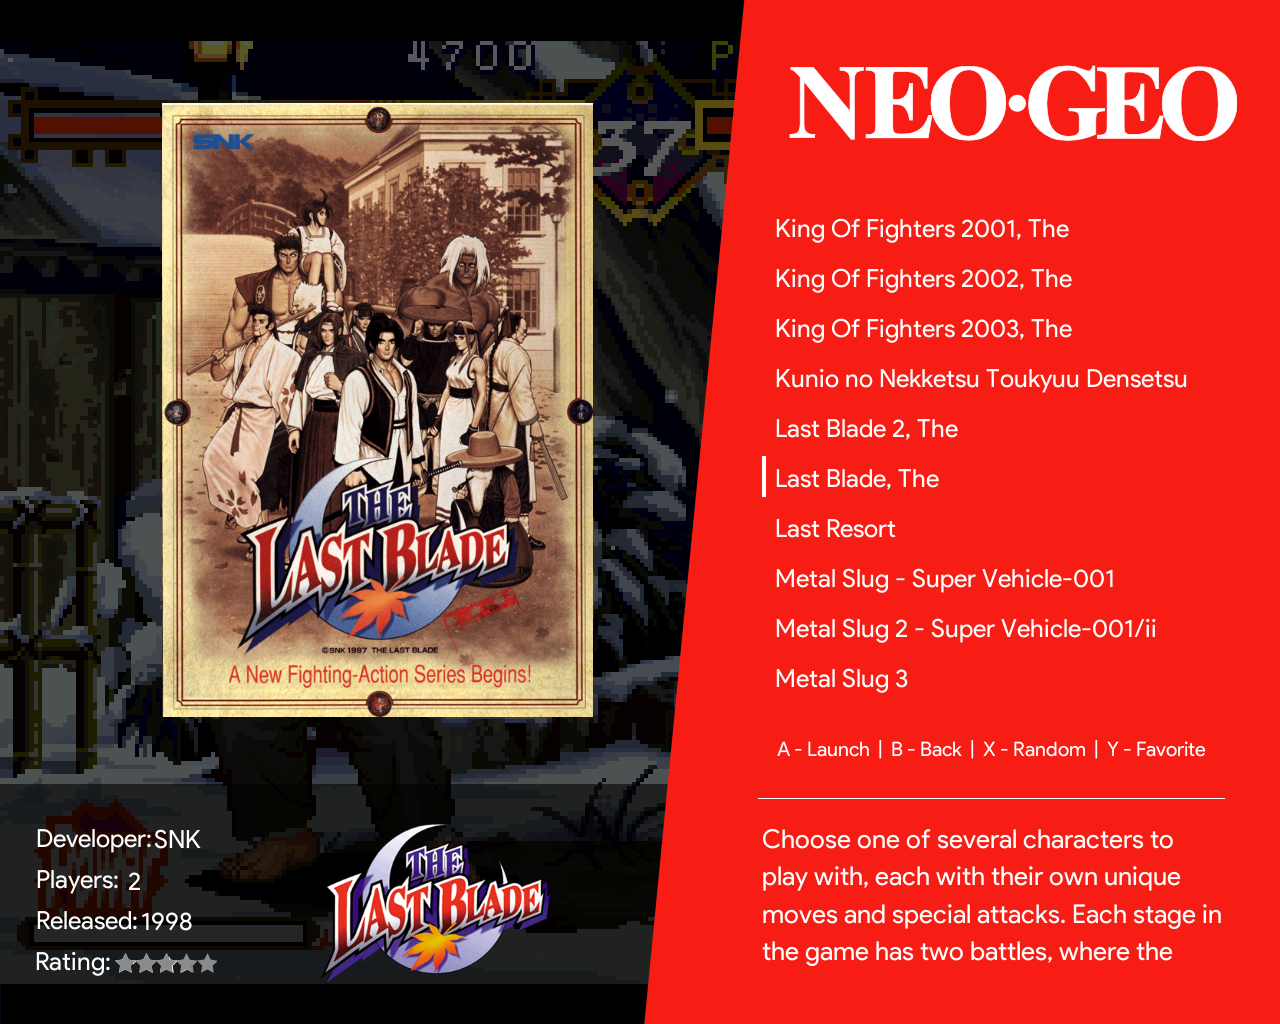 4700
P
37
SNK
THE
LAST BLADE
TM
©SNK 1997 THE LAST BLADE
A New Fighting-Action Series Begins!
Developer: SNK
Players: 2
Released: 1998
Rating:
THE
LAST BLADE
NEO·GEO
King Of Fighters 2001, The
King Of Fighters 2002, The
King Of Fighters 2003, The
Kunio no Nekketsu Toukyuu Densetsu
Last Blade 2, The
Last Blade, The
Last Resort
Metal Slug - Super Vehicle-001
Metal Slug 2 - Super Vehicle-001/ii
Metal Slug 3
A - Launch | B - Back | X - Random | Y - Favorite
Choose one of several characters to
play with, each with their own unique
moves and special attacks. Each stage in
the game has two battles, where the